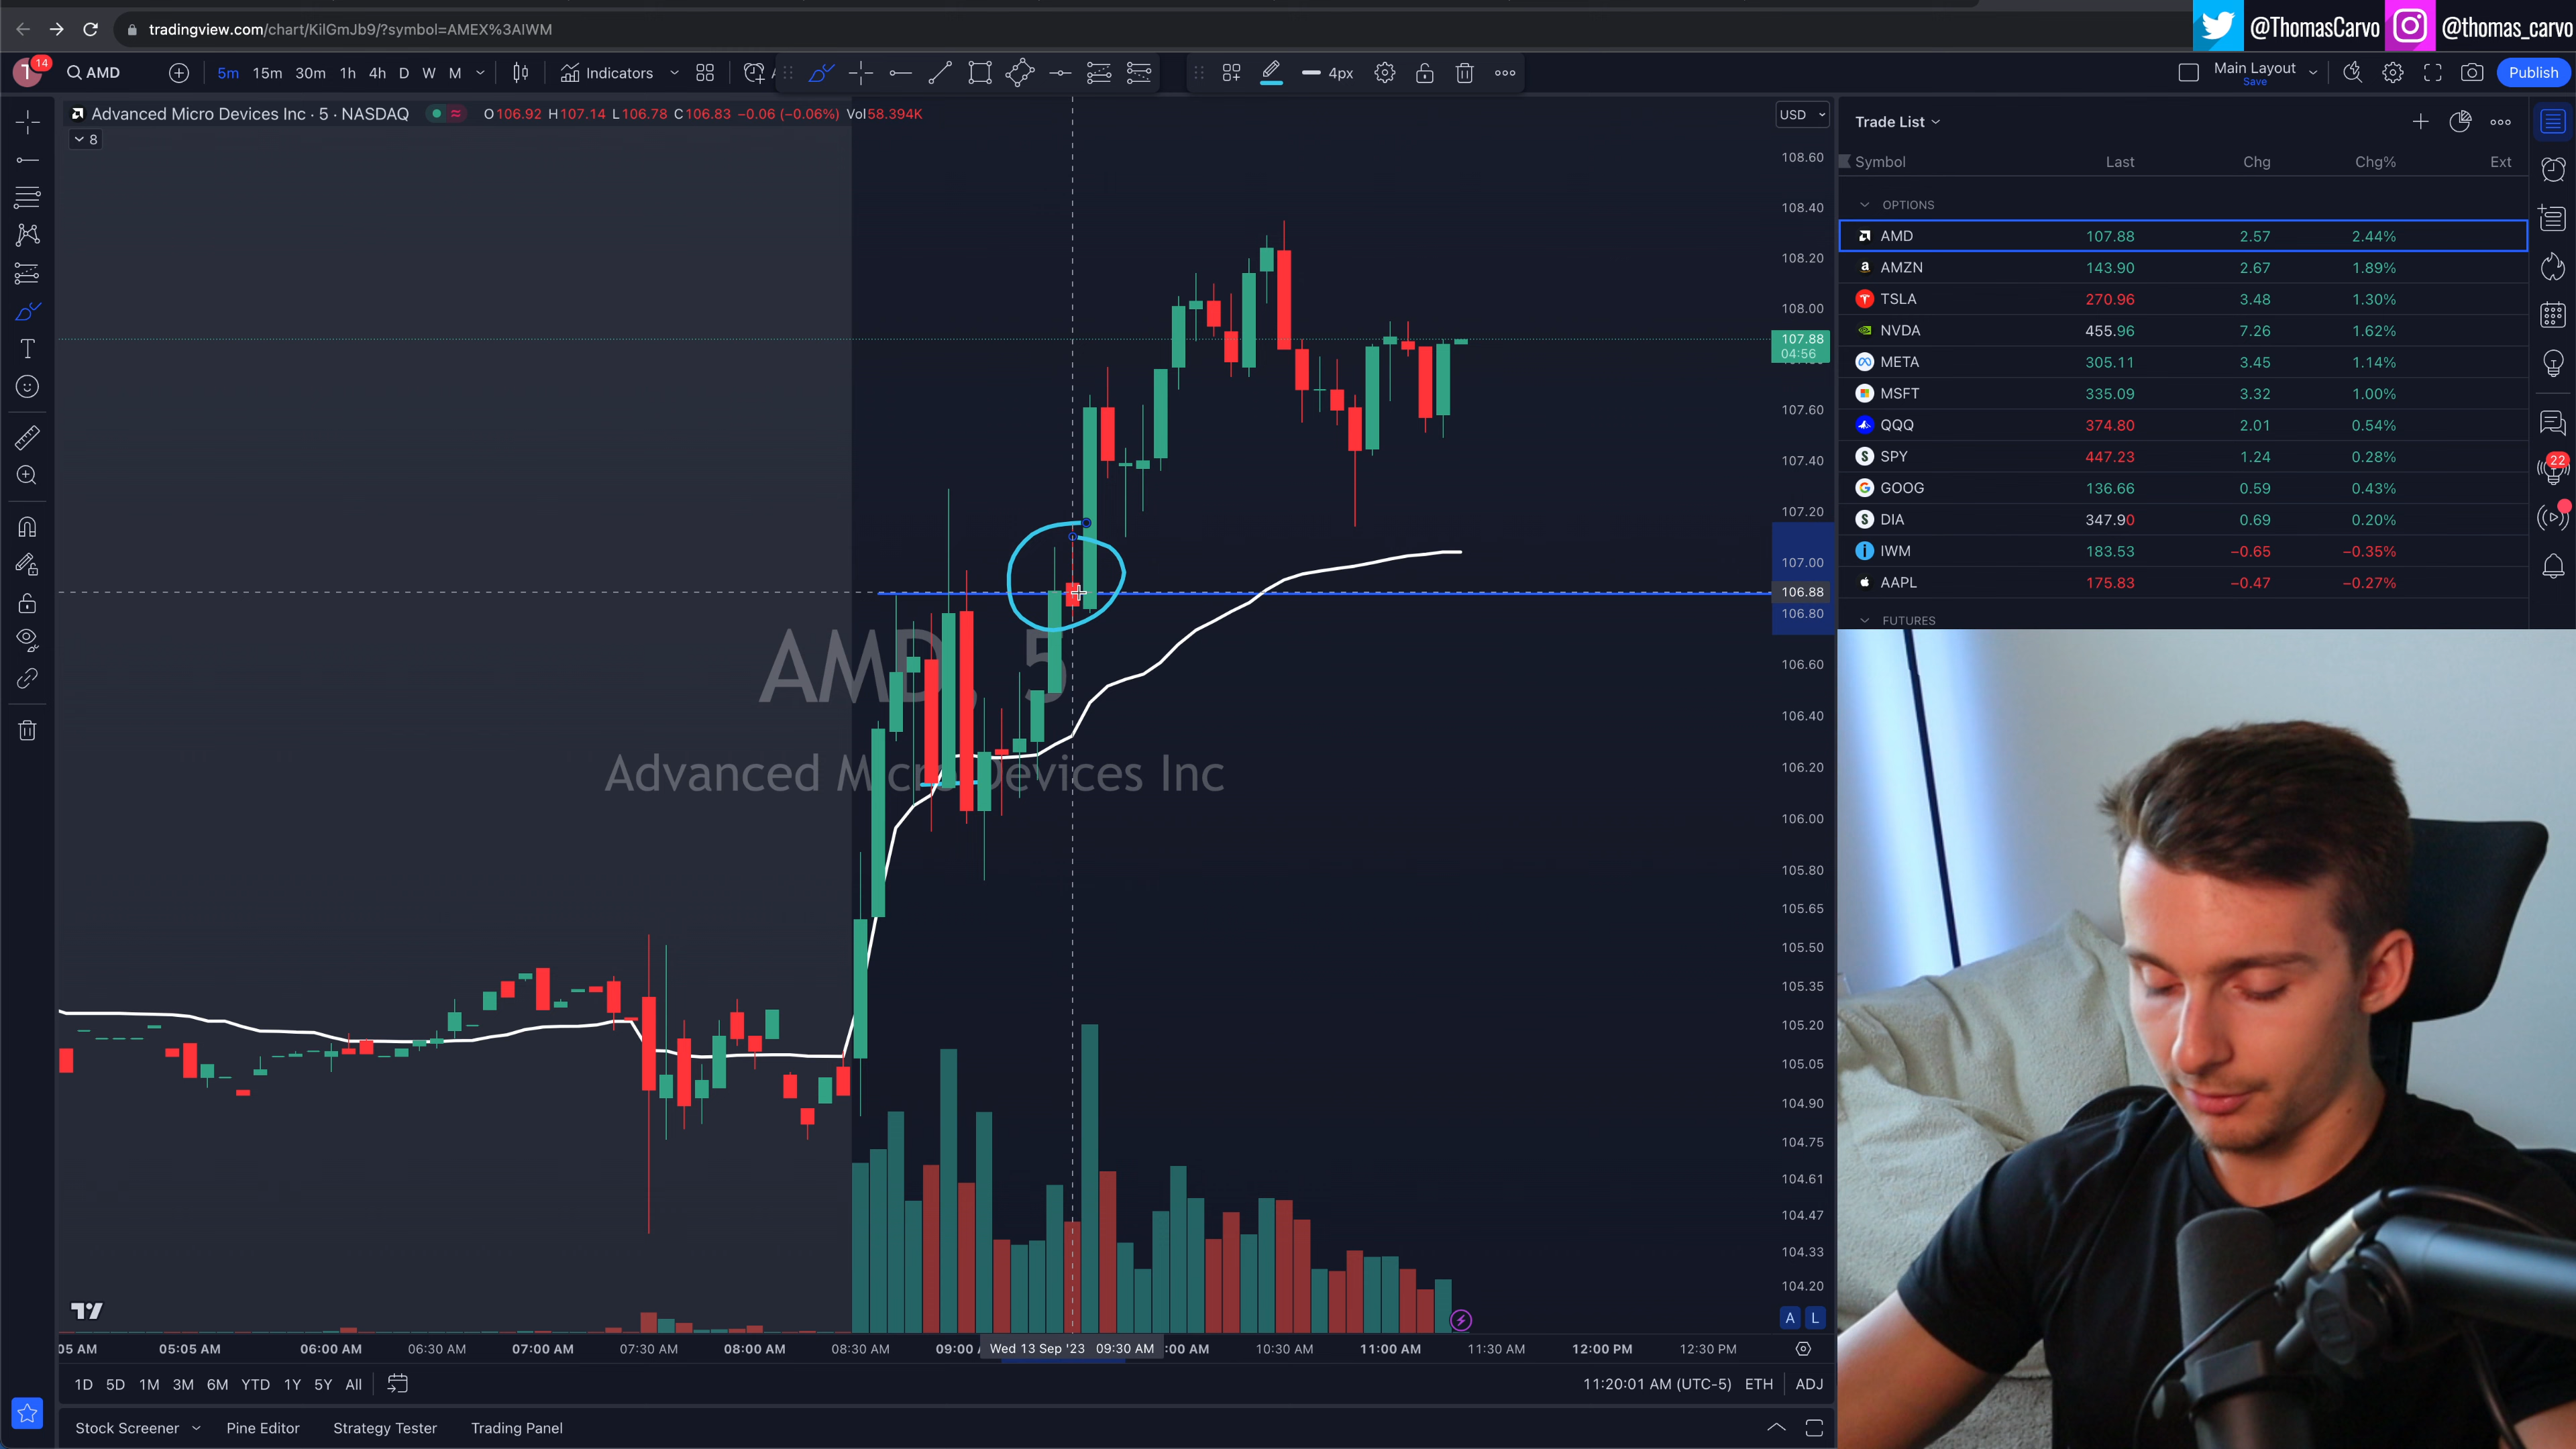 tradingview.com/chart/KilGmJb9/?symbol=AMEX%3AIWM
@ThomasCarvo
@thomas_carvo
T 14
AMD
5m 15m 30m 1h 4h D W M
Indicators
4px
Main Layout
Save
Publish
Advanced Micro Devices Inc · 5 · NASDAQ
O106.92 H107.14 L106.78 C106.83 −0.06 (−0.06%) Vol58.394K
8
USD
108.60
108.40
108.20
108.00
107.88
04:56
107.60
107.40
107.20
107.00
106.88
106.80
106.60
106.40
106.20
106.00
105.80
105.65
105.50
105.35
105.20
105.05
104.90
104.75
104.61
104.47
104.33
104.20
A L
AMD, 5
Advanced Micro Devices Inc
05 AM 05:05 AM 06:00 AM 06:30 AM 07:00 AM 07:30 AM 08:00 AM 08:30 AM 09:00 Wed 13 Sep '23 09:30 AM :00 AM 10:30 AM 11:00 AM 11:30 AM 12:00 PM 12:30 PM
1D 5D 1M 3M 6M YTD 1Y 5Y All
11:20:01 AM (UTC-5) ETH ADJ
Stock Screener Pine Editor Strategy Tester Trading Panel
Trade List
Symbol Last Chg Chg% Ext
OPTIONS
AMD 107.88 2.57 2.44%
AMZN 143.90 2.67 1.89%
TSLA 270.96 3.48 1.30%
NVDA 455.96 7.26 1.62%
META 305.11 3.45 1.14%
MSFT 335.09 3.32 1.00%
QQQ 374.80 2.01 0.54%
SPY 447.23 1.24 0.28%
GOOG 136.66 0.59 0.43%
DIA 347.90 0.69 0.20%
IWM 183.53 −0.65 −0.35%
AAPL 175.83 −0.47 −0.27%
FUTURES
22